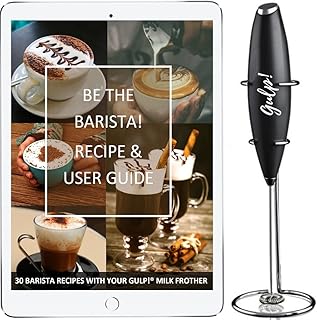 BE THE
BARISTA!
RECIPE &
USER GUIDE
30 BARISTA RECIPES WITH YOUR GULP!® MILK FROTHER
Gulp!